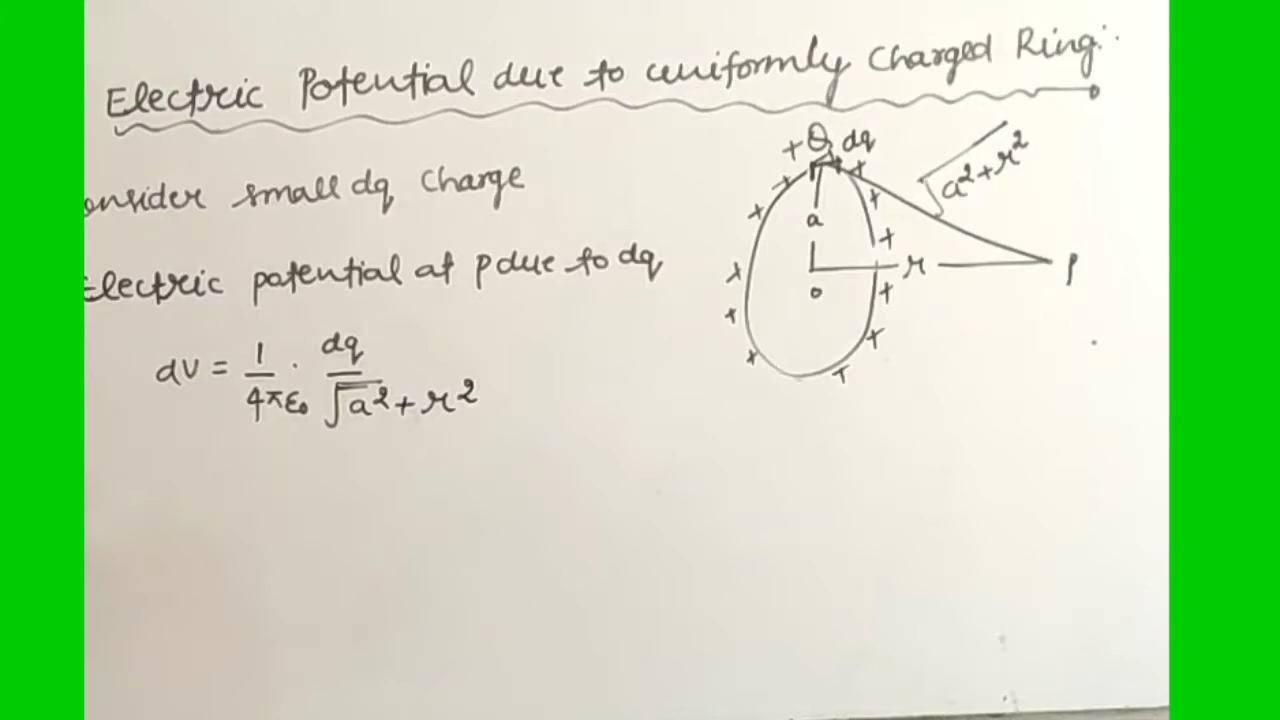 Electric Potential due to uniformly Charged Ring:
onsider small dq charge
Electric potential at p due to dq
dV = 1/4πε₀ · dq/√a²+r²
+ Q dq
√a²+r²
a
r
o
P